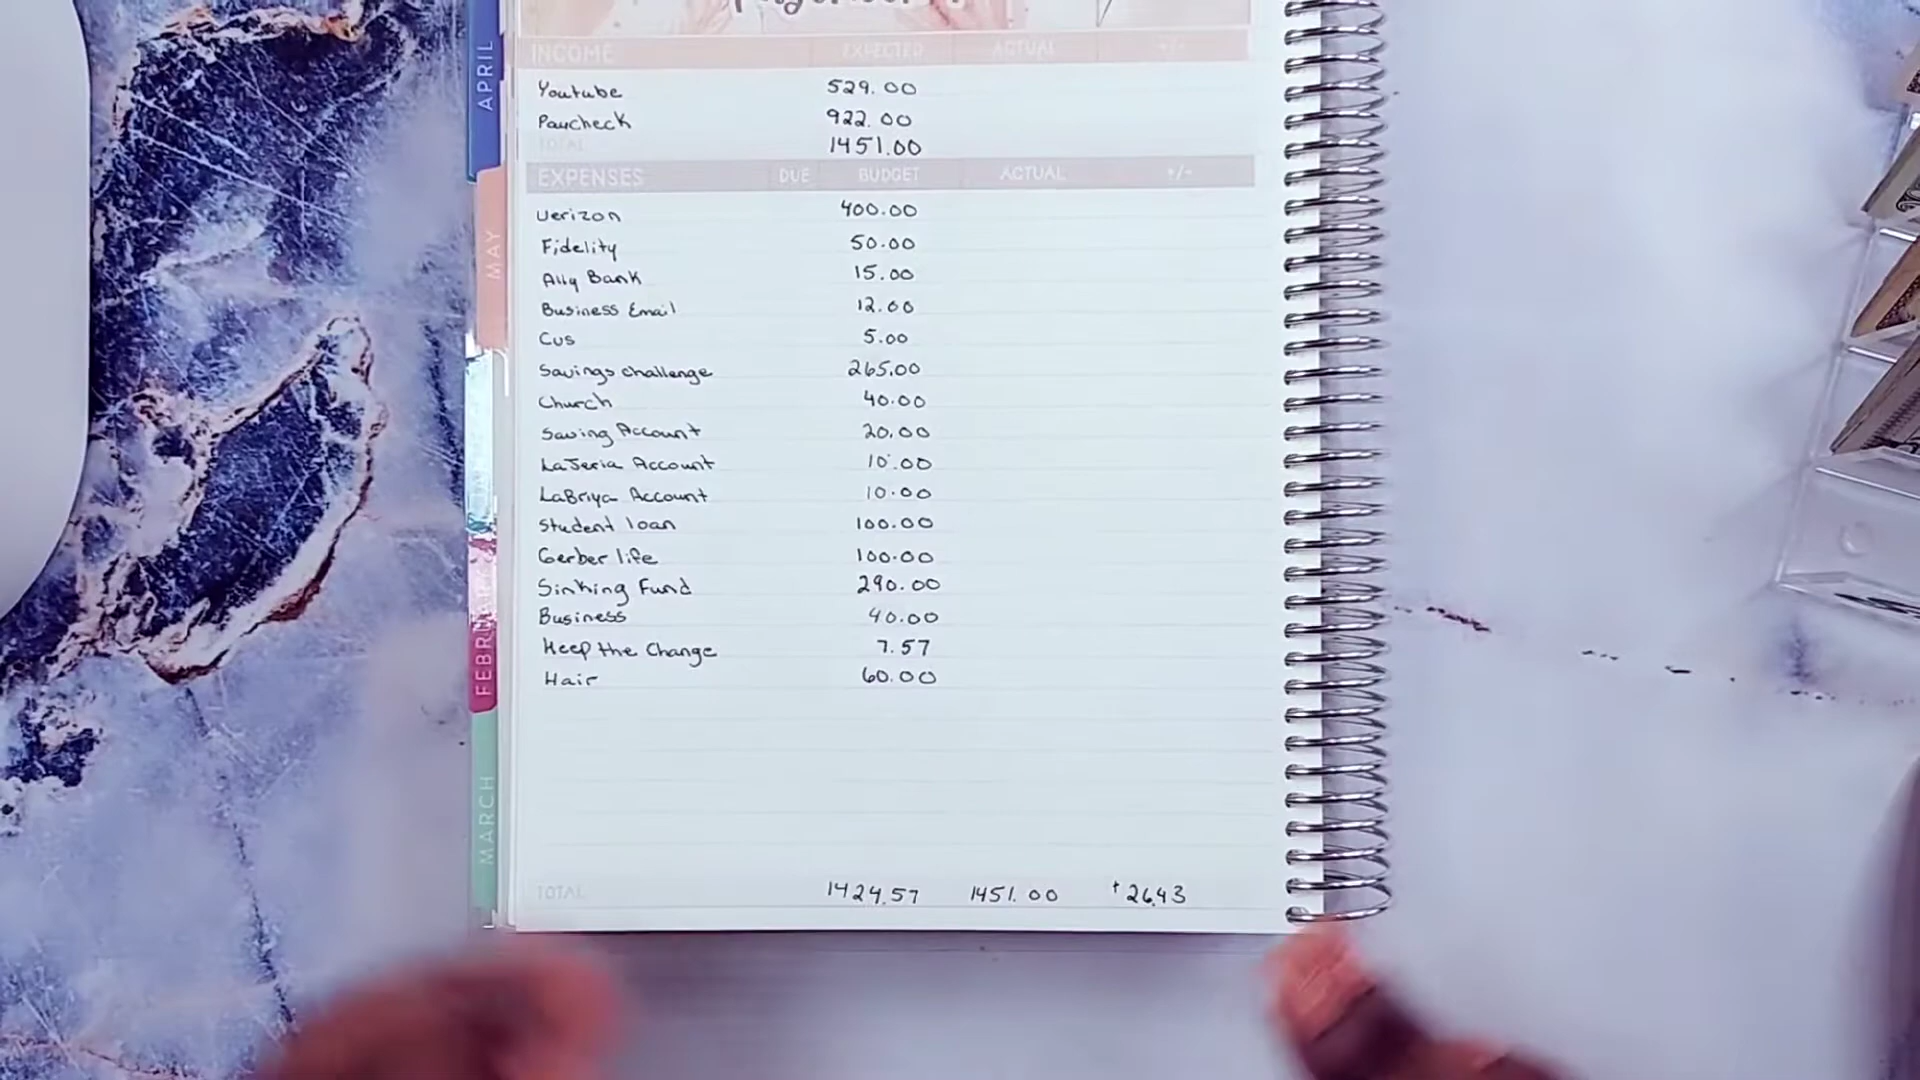 INCOME EXPECTED ACTUAL +/-
Youtube 529.00
Paycheck 922.00
TOTAL 1451.00
EXPENSES DUE BUDGET ACTUAL +/-
Verizon 400.00
Fidelity 50.00
Ally Bank 15.00
Business Email 12.00
Cvs 5.00
Savings challenge 265.00
Church 40.00
Saving Account 20.00
LaJeria Account 10.00
LaBriya Account 10.00
Student loan 100.00
Gerber life 100.00
Sinking Fund 290.00
Business 40.00
Keep the Change 7.57
Hair 60.00
TOTAL 1424.57 1451.00 +26.43
APRIL
MAY
FEBRUARY
MARCH